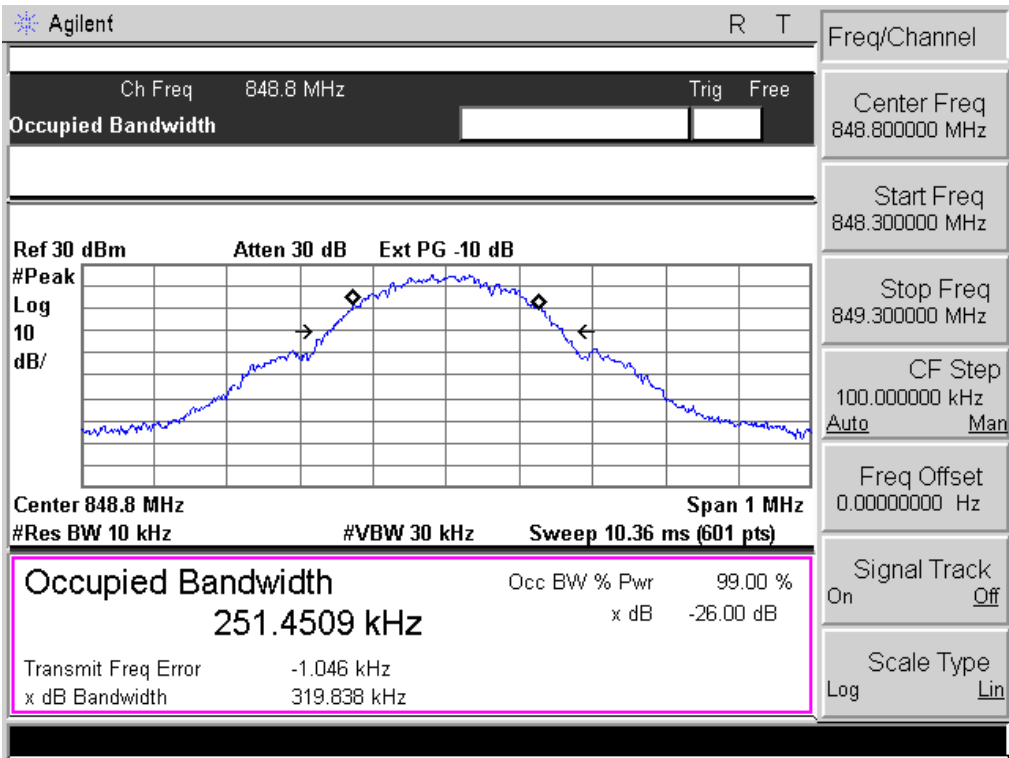 Agilent R T
Freq/Channel
Ch Freq 848.8 MHz Trig Free
Occupied Bandwidth
Center Freq
848.800000 MHz
Start Freq
848.300000 MHz
Ref 30 dBm Atten 30 dB Ext PG -10 dB
#Peak
Log
10
dB/
Stop Freq
849.300000 MHz
CF Step
100.000000 kHz
Auto Man
Center 848.8 MHz Span 1 MHz
#Res BW 10 kHz #VBW 30 kHz Sweep 10.36 ms (601 pts)
Freq Offset
0.00000000 Hz
Occupied Bandwidth Occ BW % Pwr 99.00 %
251.4509 kHz x dB -26.00 dB
Transmit Freq Error -1.046 kHz
x dB Bandwidth 319.838 kHz
Signal Track
On Off
Scale Type
Log Lin